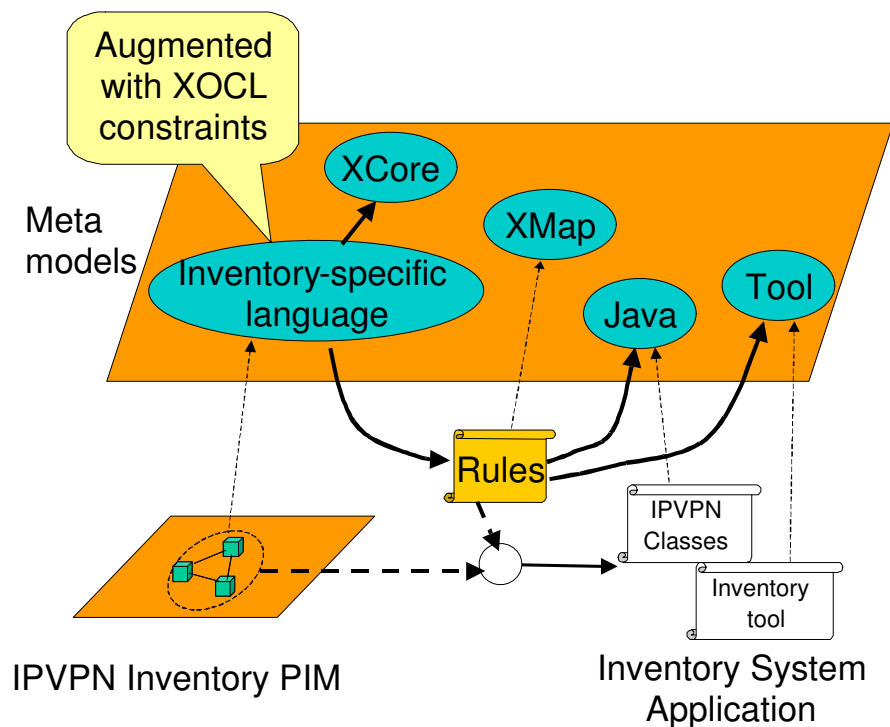 Augmented
with XOCL
constraints
XCore
Meta
models
XMap
Inventory-specific
language
Java
Tool
Rules
IPVPN
Classes
Inventory
tool
IPVPN Inventory PIM
Inventory System
Application